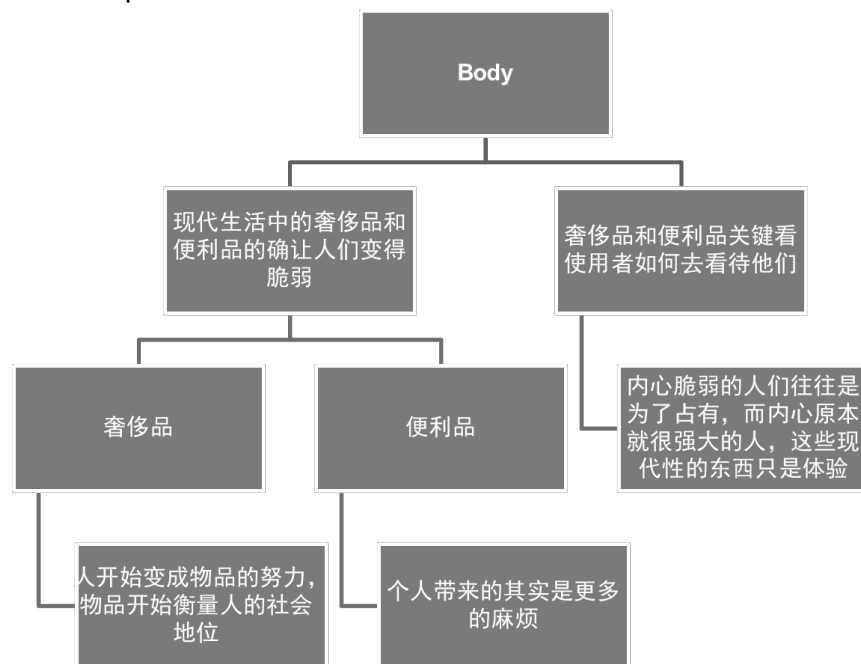 Body
现代生活中的奢侈品和
便利品的确让人们变得
脆弱
奢侈品和便利品关键看
使用者如何去看待他们
奢侈品
便利品
内心脆弱的人们往往是
为了占有，而内心原本
就很强大的人，这些现
代性的东西只是体验
人开始变成物品的努力，
物品开始衡量人的社会
地位
个人带来的其实是更多
的麻烦